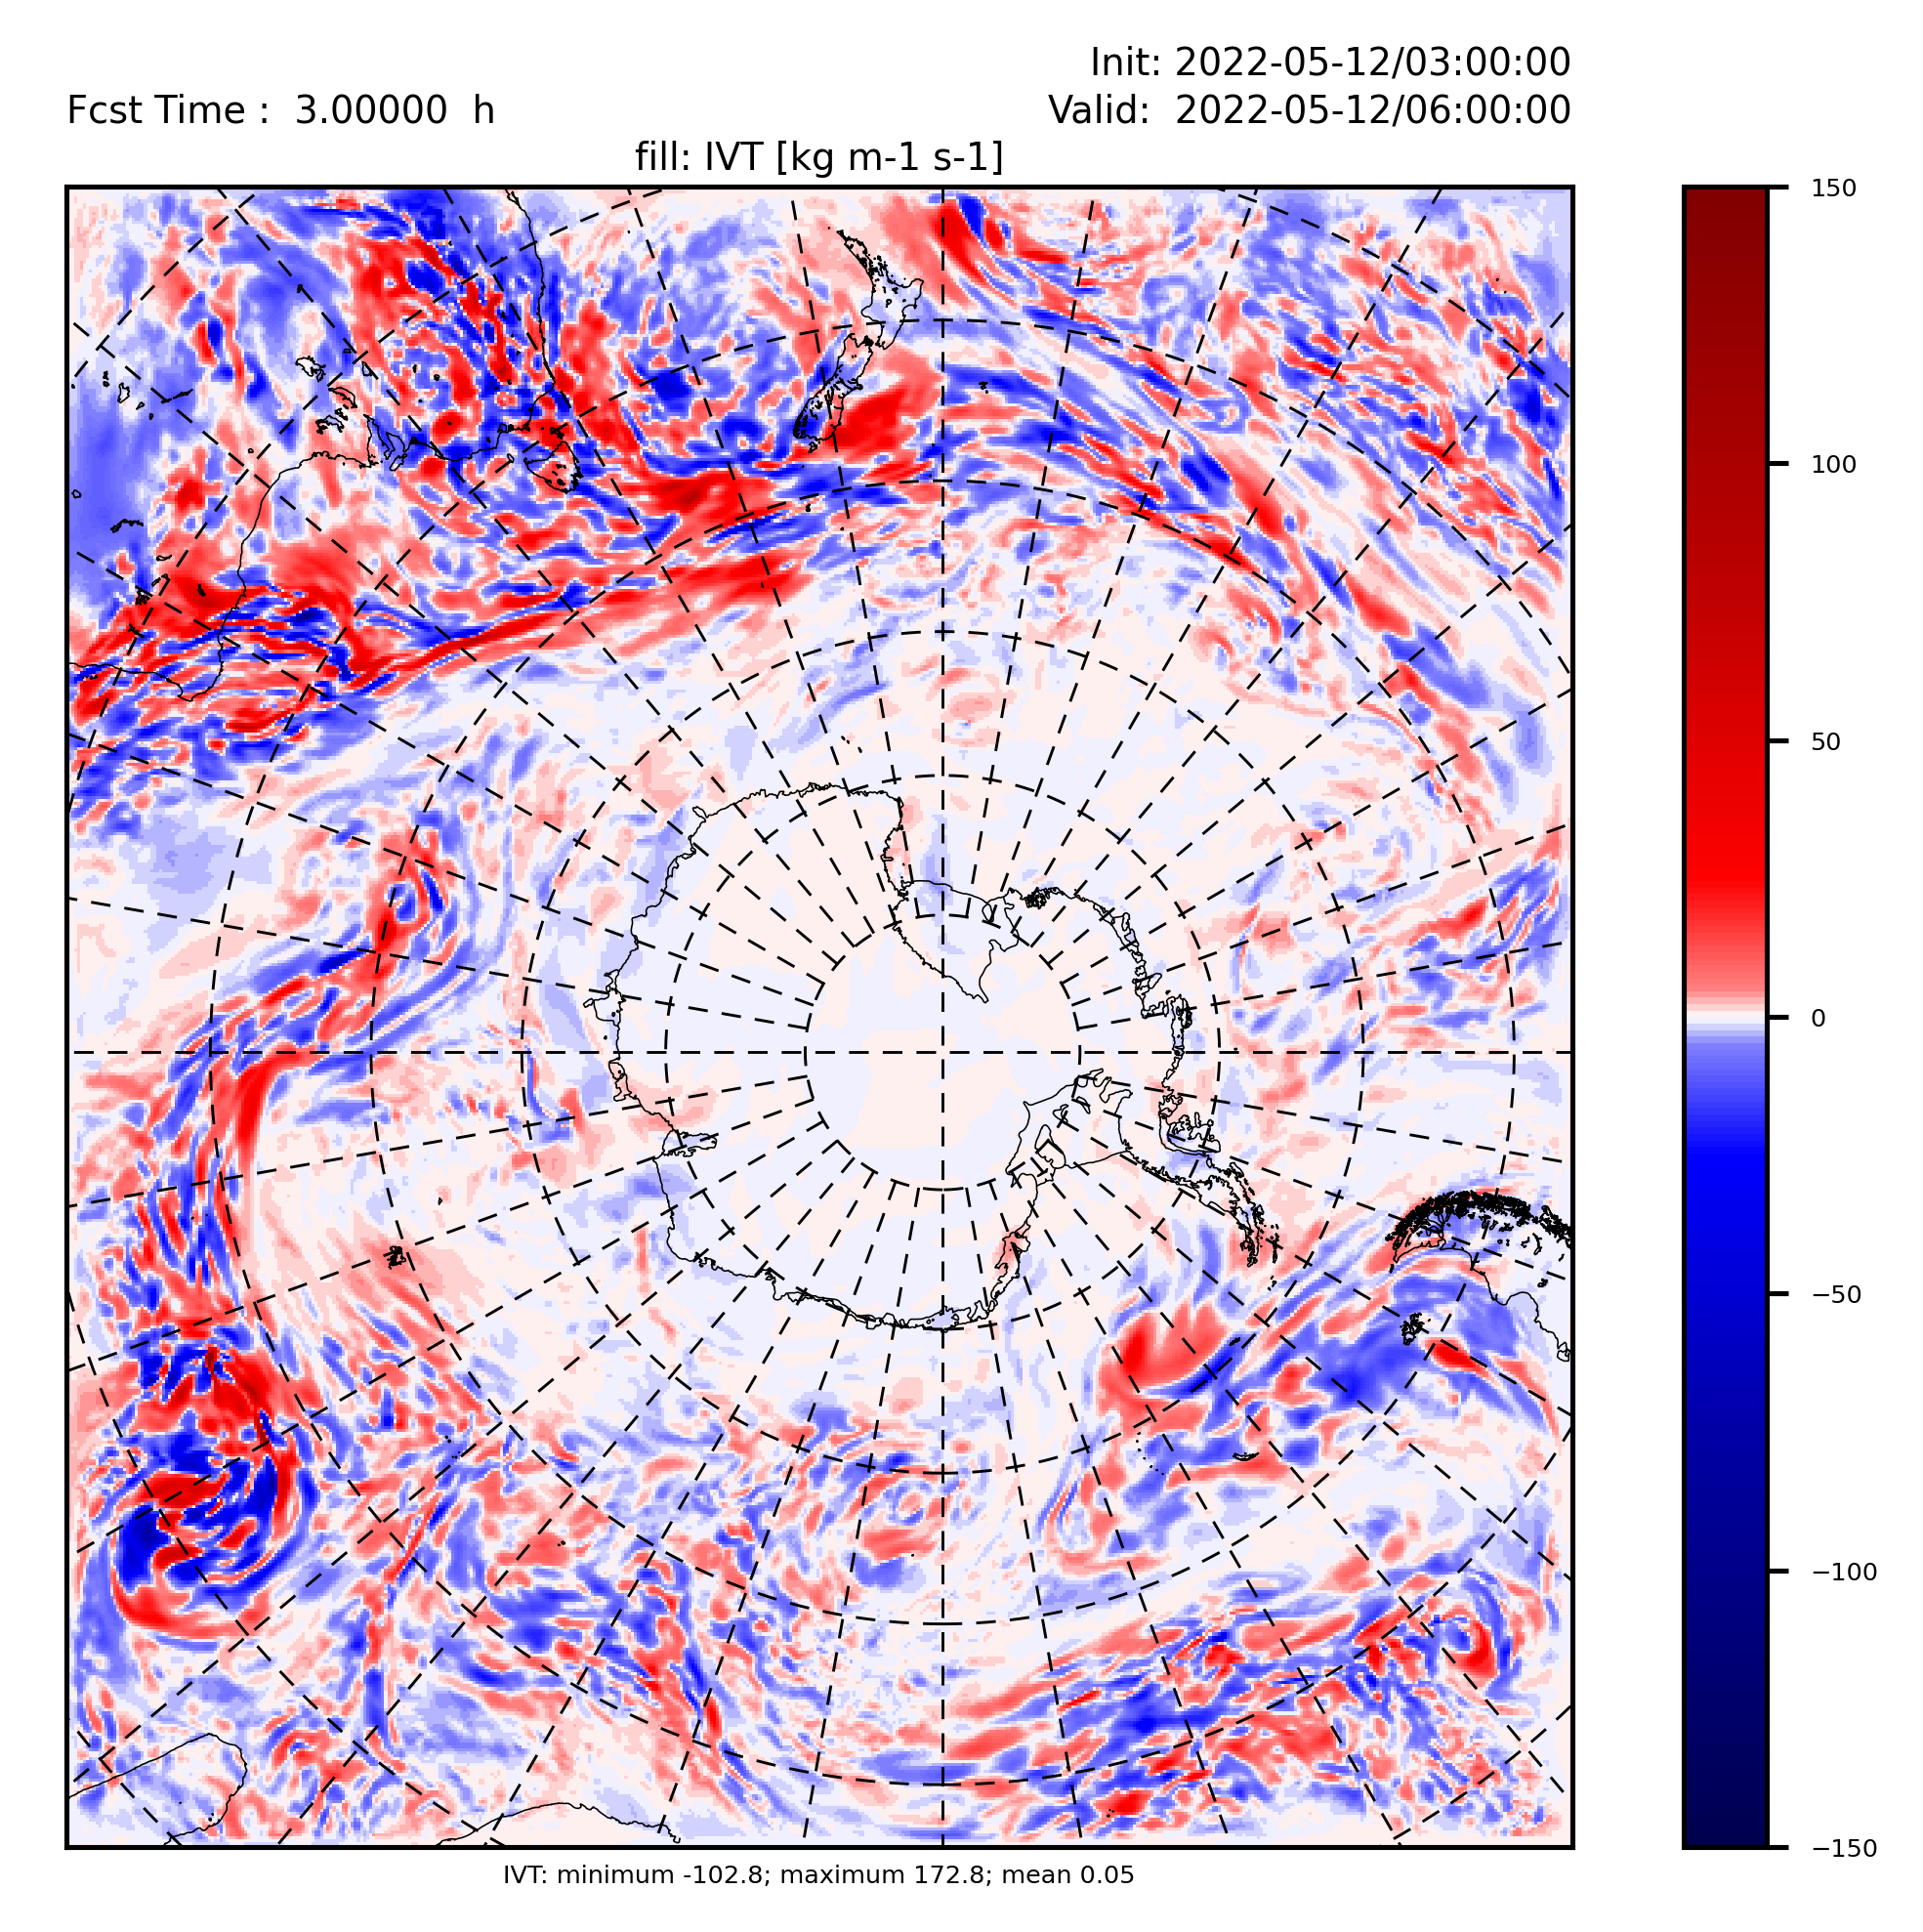 Init: 2022-05-12/03:00:00
Fcst Time :  3.00000  h
Valid:  2022-05-12/06:00:00
fill: IVT [kg m-1 s-1]
150
100
50
0
−50
−100
−150
IVT: minimum -102.8; maximum 172.8; mean 0.05